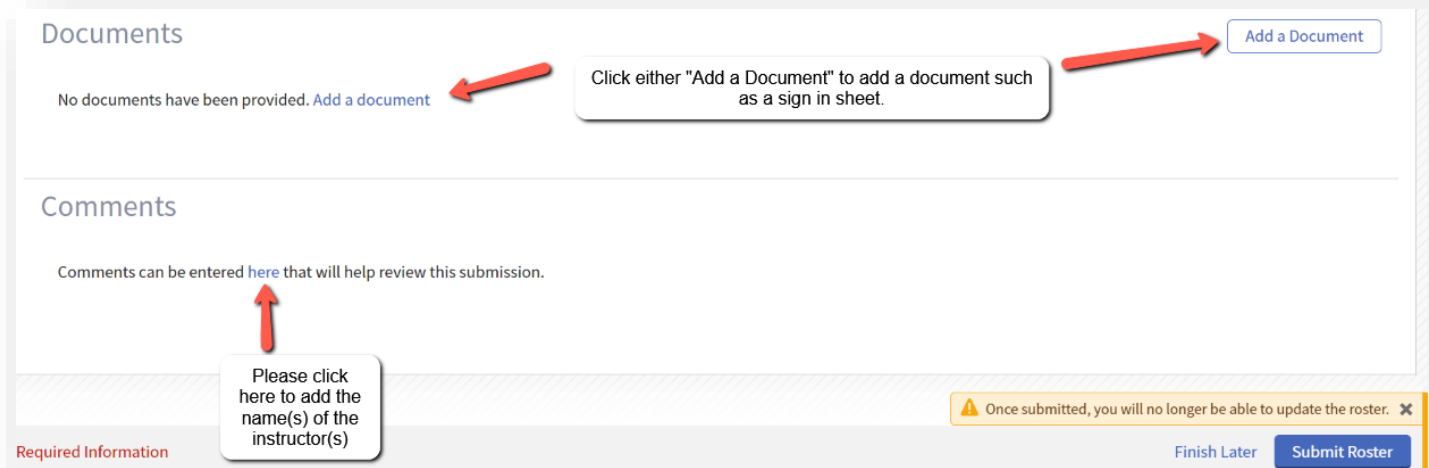 Documents
Add a Document
Click either "Add a Document" to add a document such
as a sign in sheet.
No documents have been provided. Add a document
Comments
Comments can be entered here that will help review this submission.
Please click
here to add the
name(s) of the
instructor(s)
Once submitted, you will no longer be able to update the roster.
Required Information
Finish Later
Submit Roster